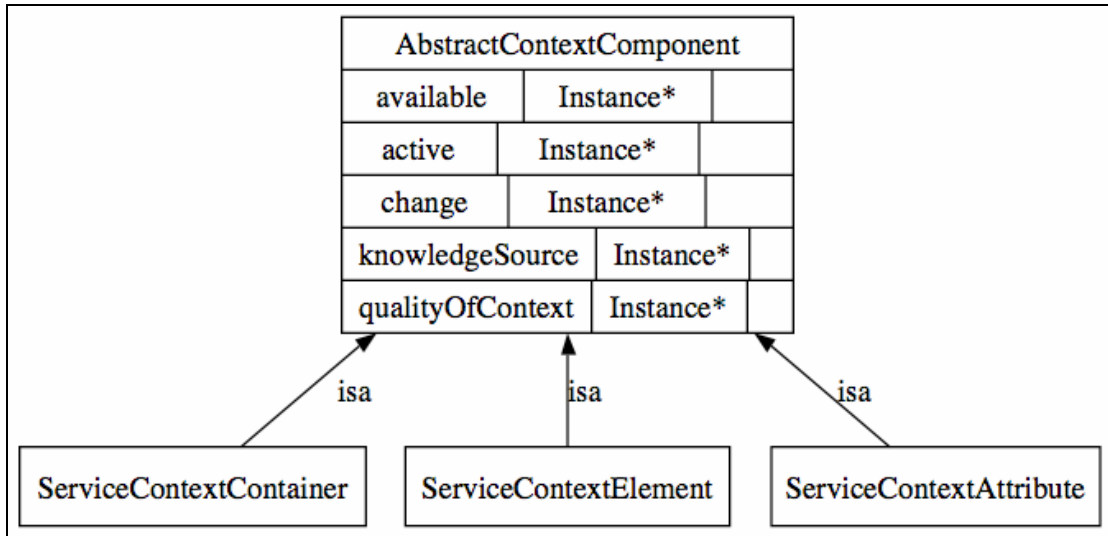 AbstractContextComponent
available Instance*
active Instance*
change Instance*
knowledgeSource Instance*
qualityOfContext Instance*
isa isa isa
ServiceContextContainer ServiceContextElement ServiceContextAttribute